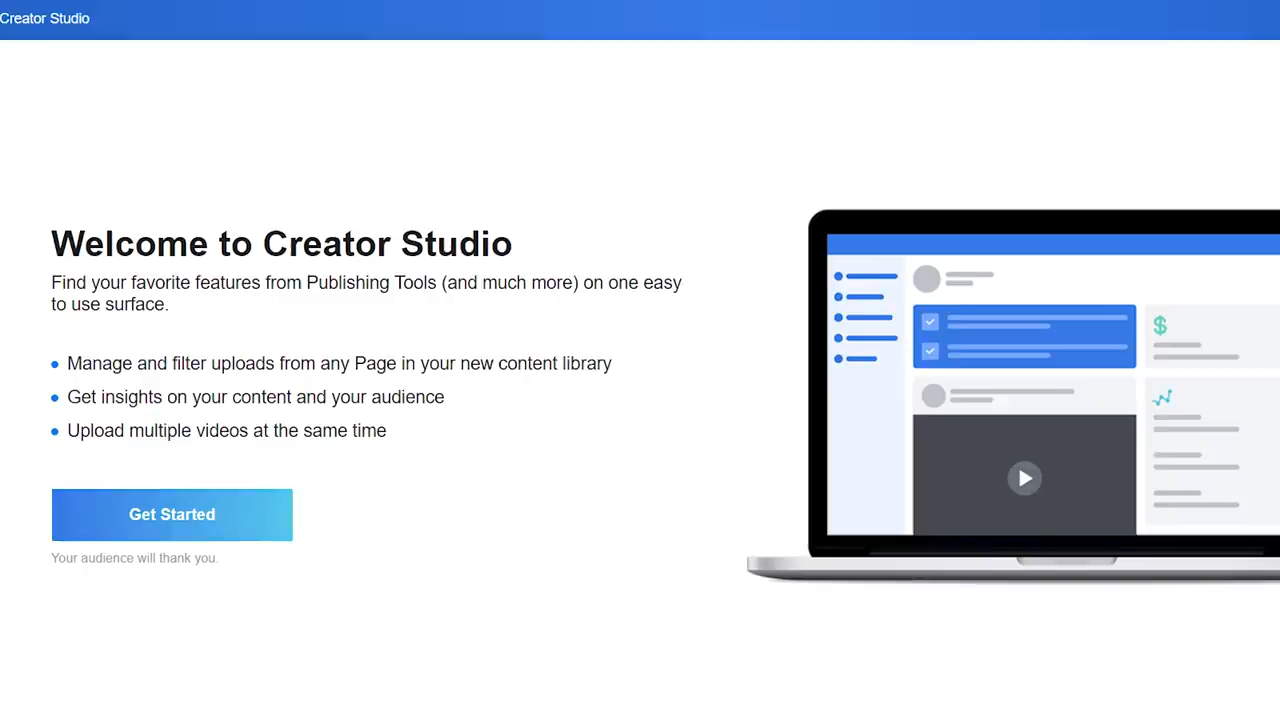 Creator Studio
Welcome to Creator Studio
Find your favorite features from Publishing Tools (and much more) on one easy
to use surface.
Manage and filter uploads from any Page in your new content library
Get insights on your content and your audience
Upload multiple videos at the same time
Get Started
Your audience will thank you.
$